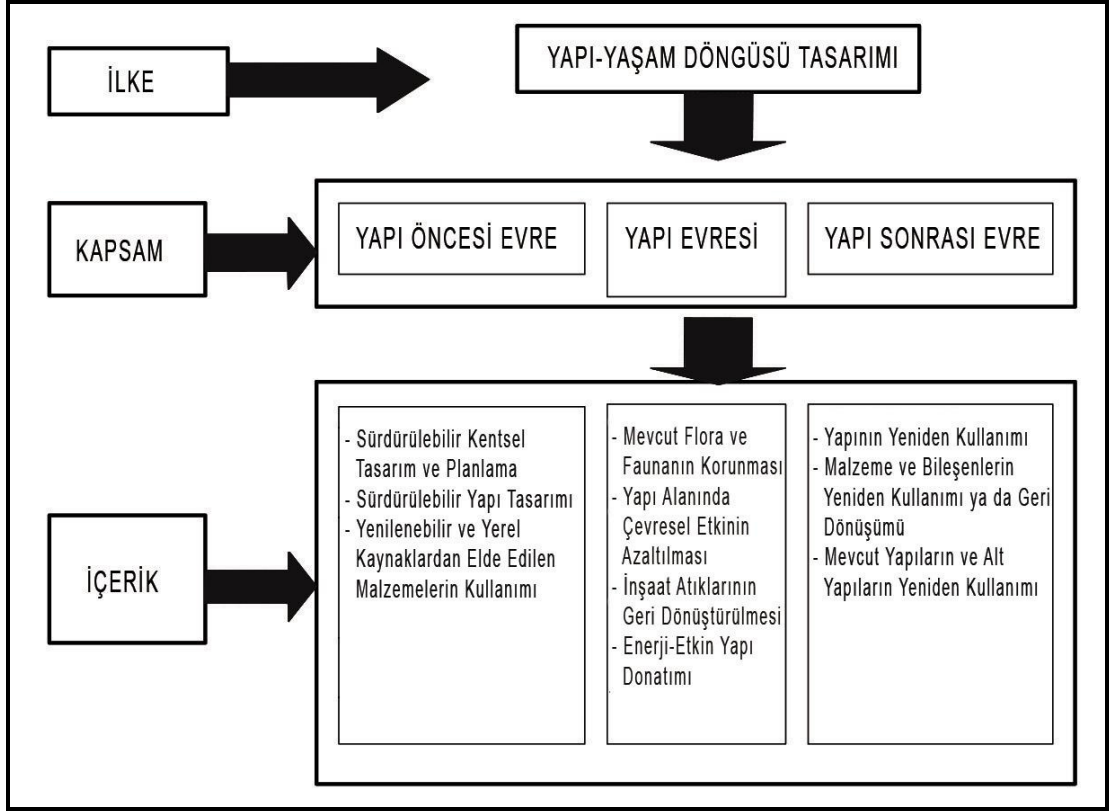 İLKE
YAPI-YAŞAM DÖNGÜSÜ TASARIMI
KAPSAM
YAPI ÖNCESİ EVRE
YAPI EVRESİ
YAPI SONRASI EVRE
İÇERİK
- Sürdürülebilir Kentsel
Tasarım ve Planlama
- Sürdürülebilir Yapı Tasarımı
- Yenilenebilir ve Yerel
Kaynaklardan Elde Edilen
Malzemelerin Kullanımı
- Mevcut Flora ve
Faunanın Korunması
- Yapı Alanında
Çevresel Etkinin
Azaltılması
- İnşaat Atıklarının
Geri Dönüştürülmesi
- Enerji-Etkin Yapı
Donatımı
- Yapının Yeniden Kullanımı
- Malzeme ve Bileşenlerin
Yeniden Kullanımı ya da Geri
Dönüşümü
- Mevcut Yapıların ve Alt
Yapıların Yeniden Kullanımı